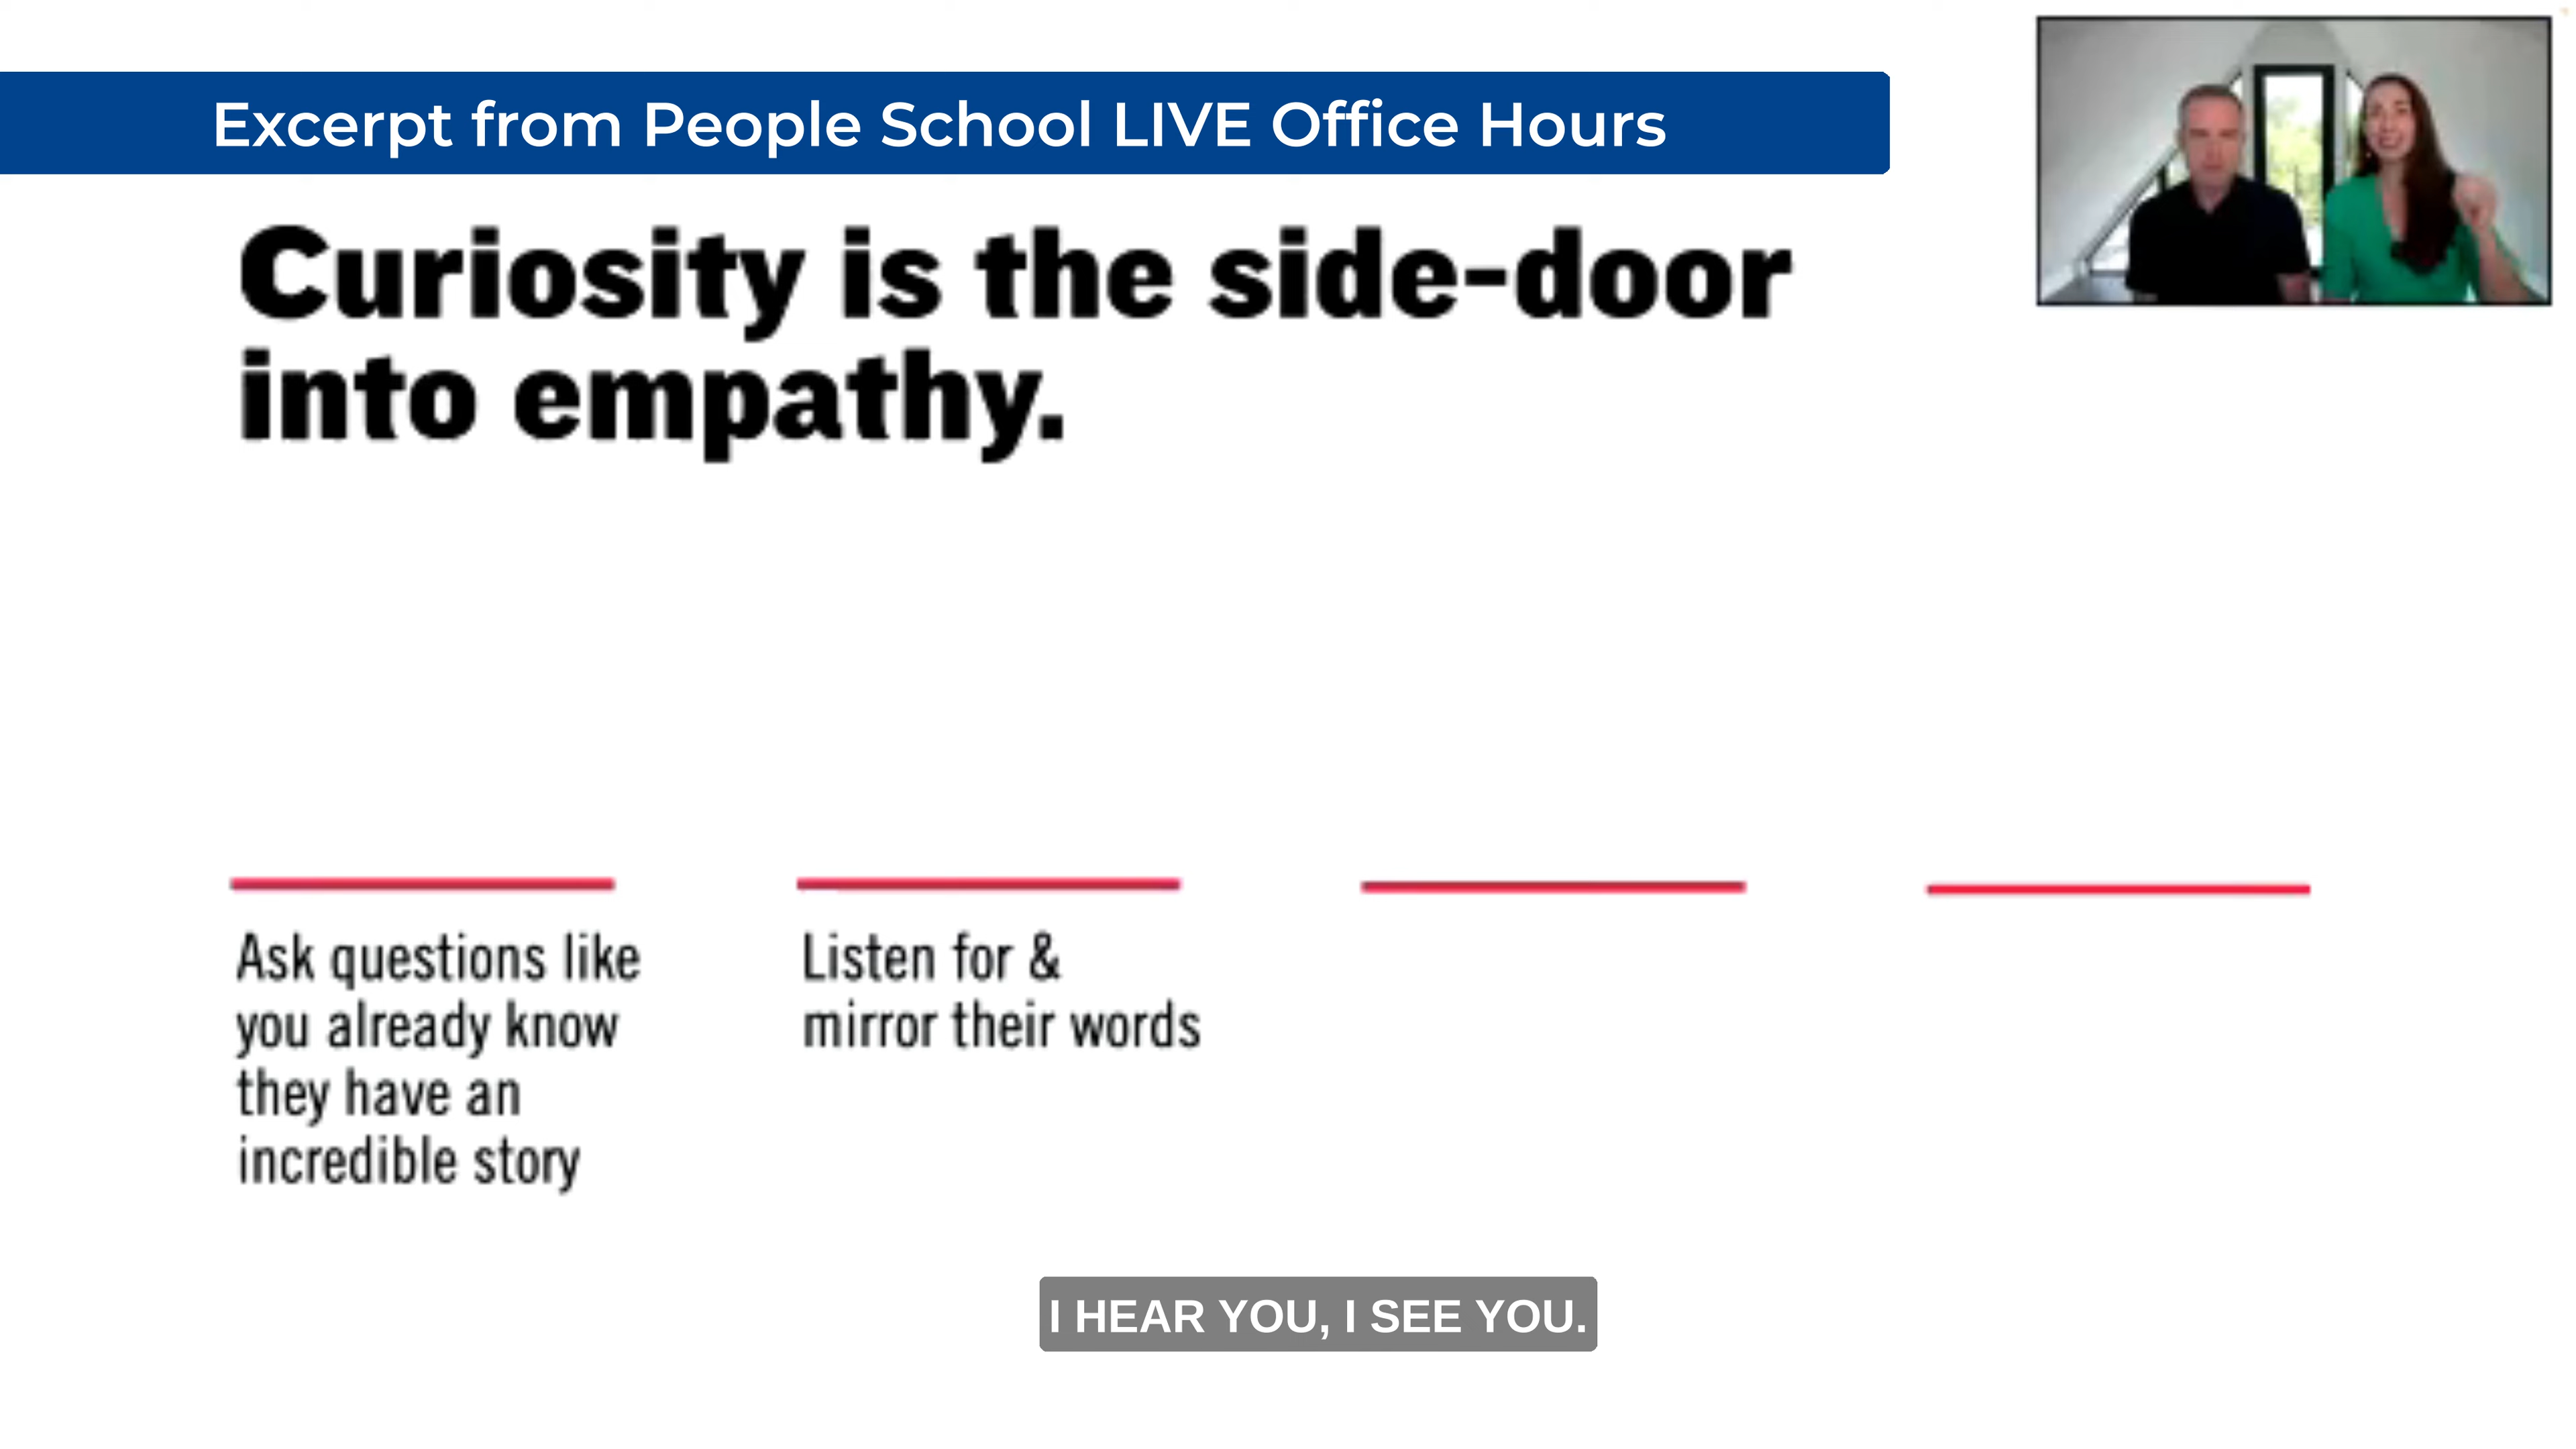 Excerpt from People School LIVE Office Hours
Curiosity is the side-door
into empathy.
Ask questions like
you already know
they have an
incredible story
Listen for &
mirror their words
I HEAR YOU, I SEE YOU.